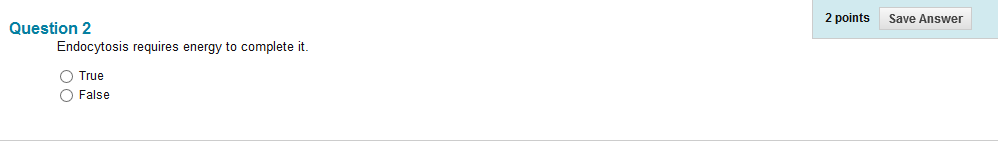 2 points Save Answer
Question 2
Endocytosis requires energy to complete it.
True
False